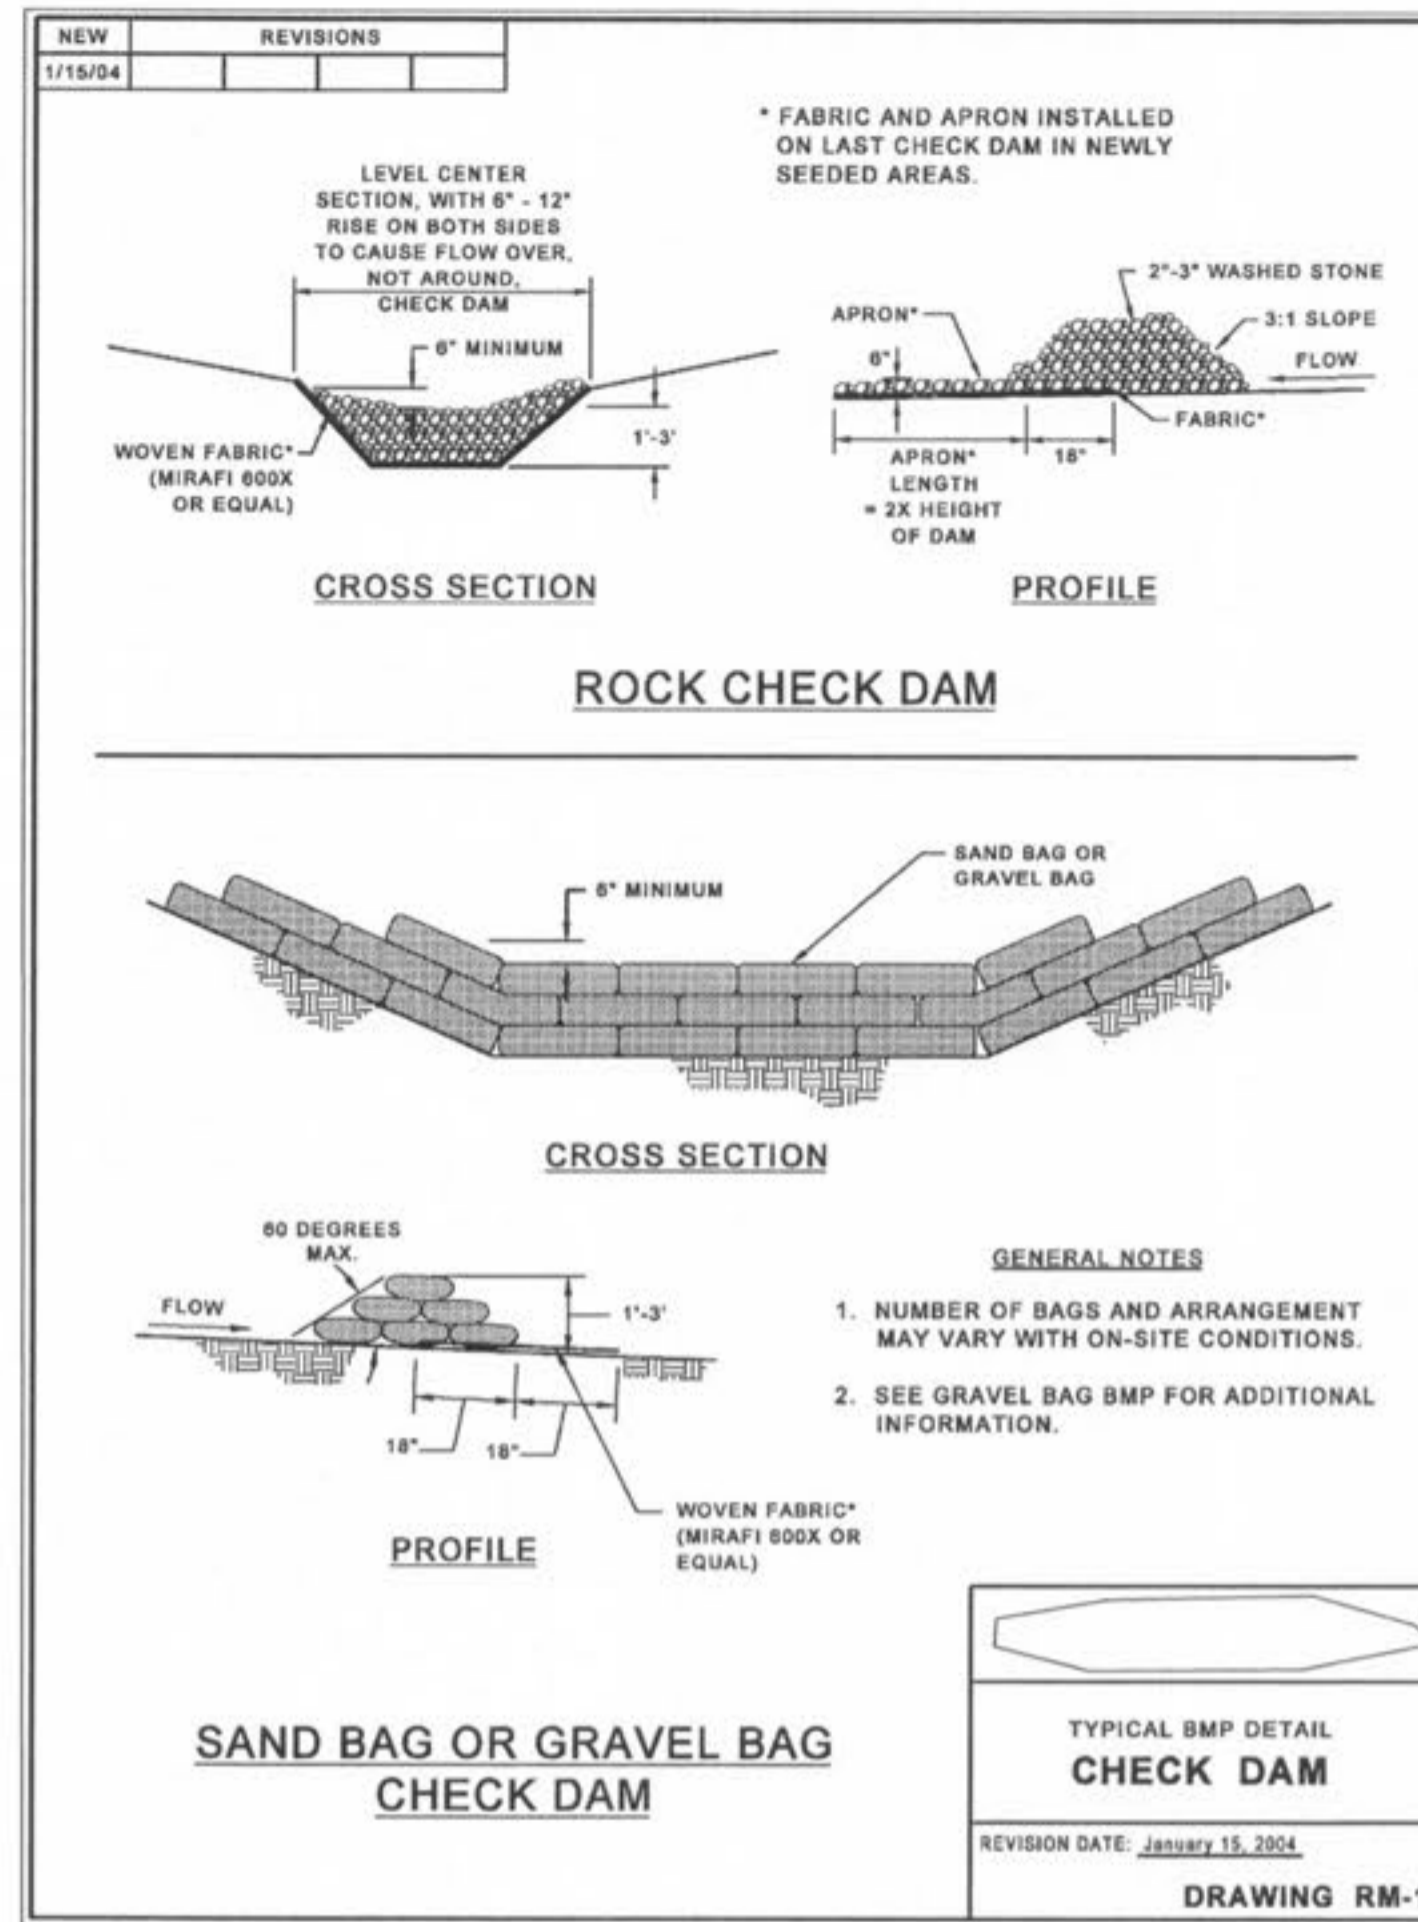 NEW REVISIONS
1/15/04
* FABRIC AND APRON INSTALLED
ON LAST CHECK DAM IN NEWLY
SEEDED AREAS.
LEVEL CENTER
SECTION, WITH 6" - 12"
RISE ON BOTH SIDES
TO CAUSE FLOW OVER,
NOT AROUND,
CHECK DAM
6" MINIMUM
1'-3'
WOVEN FABRIC*
(MIRAFI 600X
OR EQUAL)
CROSS SECTION
2"-3" WASHED STONE
APRON*
3:1 SLOPE
6"
FLOW
FABRIC*
18"
APRON*
LENGTH
= 2X HEIGHT
OF DAM
PROFILE
ROCK CHECK DAM
SAND BAG OR
GRAVEL BAG
6" MINIMUM
CROSS SECTION
60 DEGREES
MAX.
FLOW
1'-3'
18"
18"
WOVEN FABRIC*
(MIRAFI 600X OR
EQUAL)
PROFILE
GENERAL NOTES
1. NUMBER OF BAGS AND ARRANGEMENT
MAY VARY WITH ON-SITE CONDITIONS.
2. SEE GRAVEL BAG BMP FOR ADDITIONAL
INFORMATION.
SAND BAG OR GRAVEL BAG
CHECK DAM
TYPICAL BMP DETAIL
CHECK DAM
REVISION DATE: January 15, 2004
DRAWING